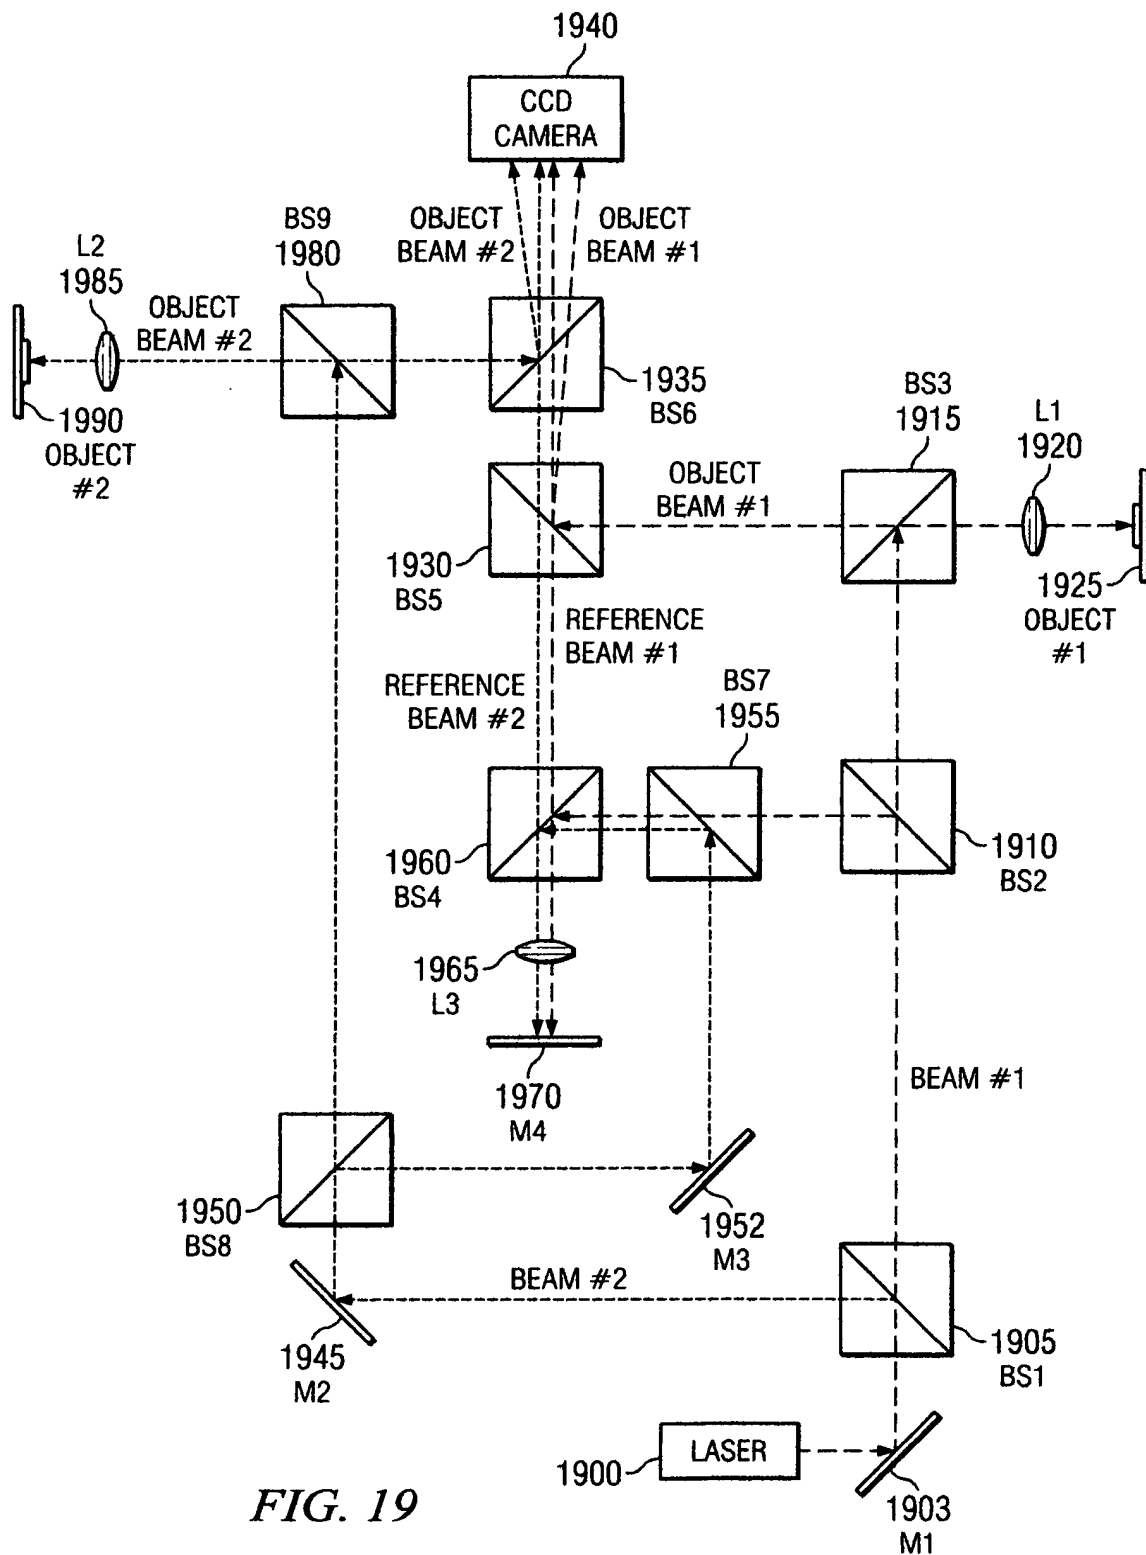 1940
CCD
CAMERA
OBJECT
BEAM #2
OBJECT
BEAM #1
BS9
1980
L2
1985
OBJECT
BEAM #2
1990
OBJECT
#2
1935
BS6
BS3
1915
L1
1920
OBJECT
BEAM #1
1930
BS5
1925
OBJECT
#1
REFERENCE
BEAM #1
REFERENCE
BEAM #2
BS7
1955
1960
BS4
1910
BS2
1965
L3
1970
M4
BEAM #1
1950
BS8
1952
M3
BEAM #2
1945
M2
1905
BS1
LASER
1900
1903
M1
FIG. 19